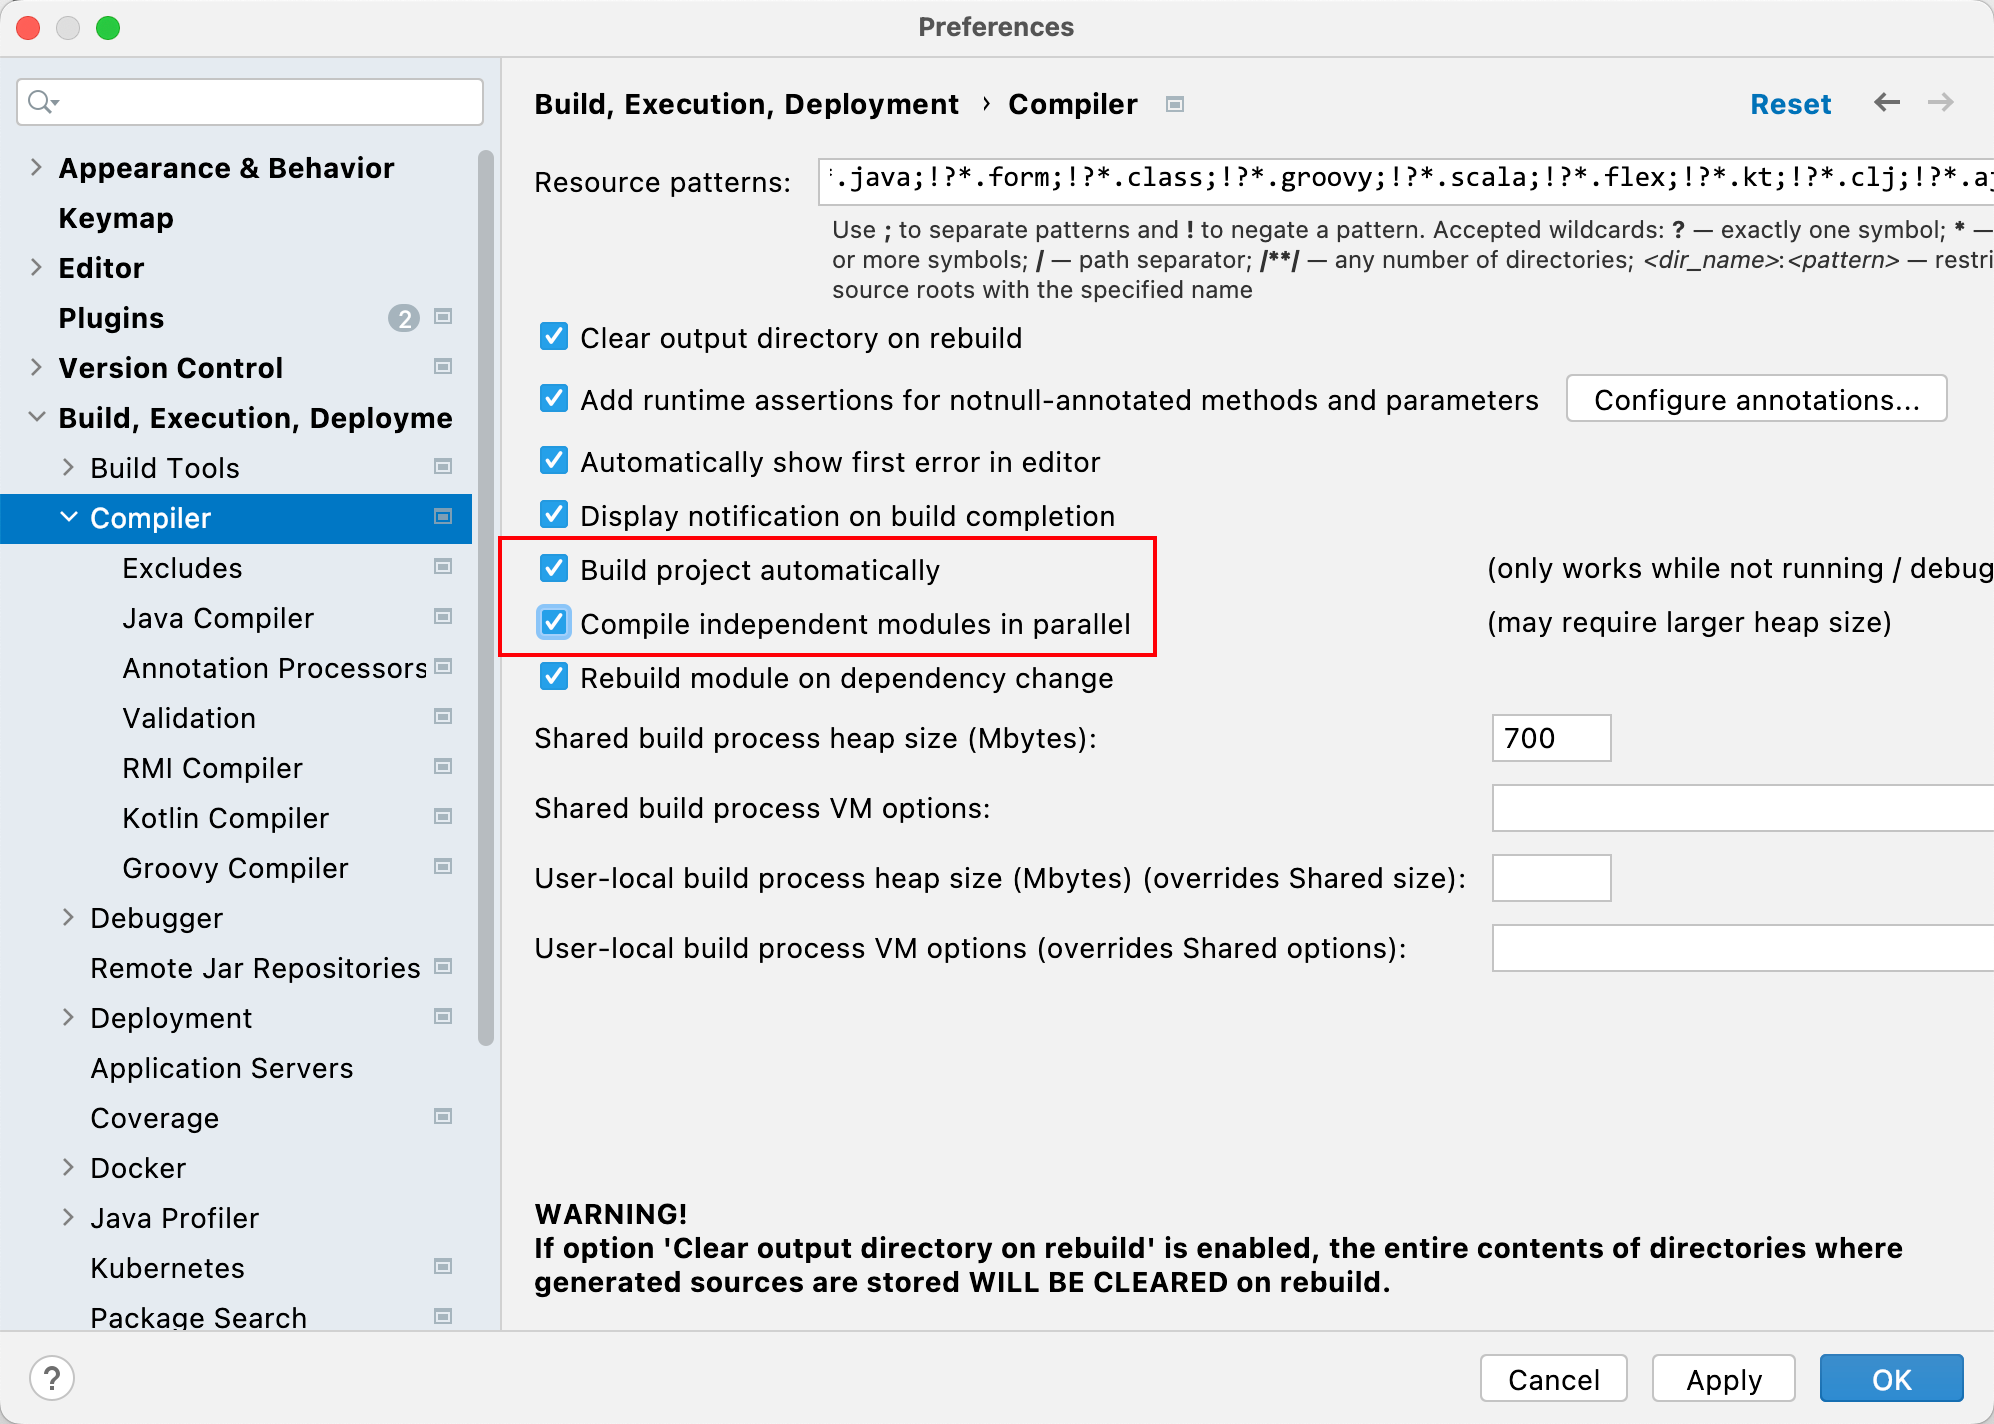 Preferences
Appearance & Behavior
Keymap
Editor
Plugins 2
Version Control
Build, Execution, Deployme
Build Tools
Compiler
Excludes
Java Compiler
Annotation Processors
Validation
RMI Compiler
Kotlin Compiler
Groovy Compiler
Debugger
Remote Jar Repositories
Deployment
Application Servers
Coverage
Docker
Java Profiler
Kubernetes
Package Search
Build, Execution, Deployment › Compiler
Reset
Resource patterns: .java;!?*.form;!?*.class;!?*.groovy;!?*.scala;!?*.flex;!?*.kt;!?*.clj;!?*.aj
Use ; to separate patterns and ! to negate a pattern. Accepted wildcards: ? — exactly one symbol; * —
or more symbols; / — path separator; /**/ — any number of directories; <dir_name>:<pattern> — restri
source roots with the specified name
Clear output directory on rebuild
Add runtime assertions for notnull-annotated methods and parameters Configure annotations...
Automatically show first error in editor
Display notification on build completion
Build project automatically (only works while not running / debug
Compile independent modules in parallel (may require larger heap size)
Rebuild module on dependency change
Shared build process heap size (Mbytes): 700
Shared build process VM options:
User-local build process heap size (Mbytes) (overrides Shared size):
User-local build process VM options (overrides Shared options):
WARNING!
If option 'Clear output directory on rebuild' is enabled, the entire contents of directories where
generated sources are stored WILL BE CLEARED on rebuild.
? Cancel Apply OK